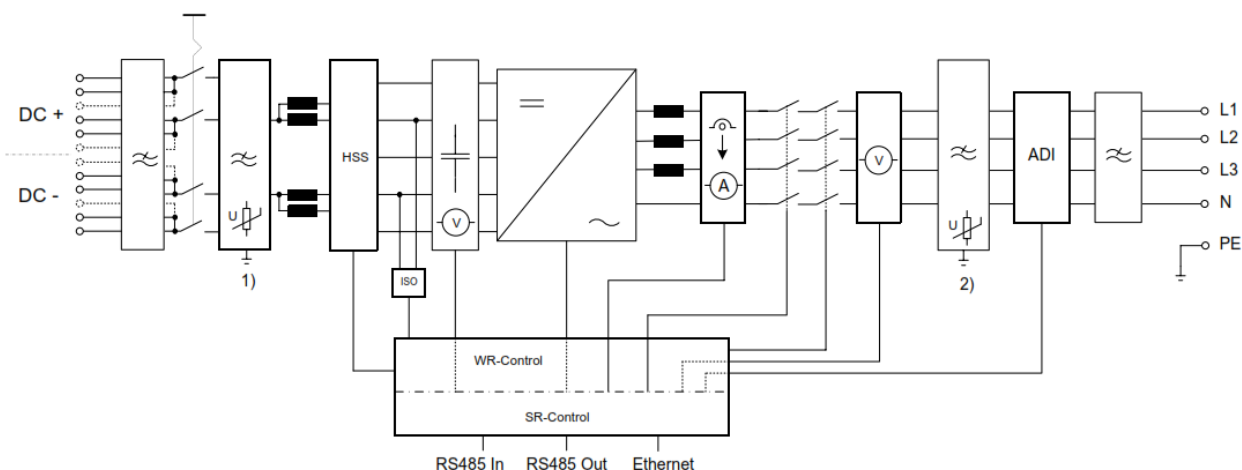 DC +
DC -
U
1)
HSS
ISO
V
A
V
U
2)
ADI
L1
L2
L3
N
PE
WR-Control
SR-Control
RS485 In
RS485 Out
Ethernet